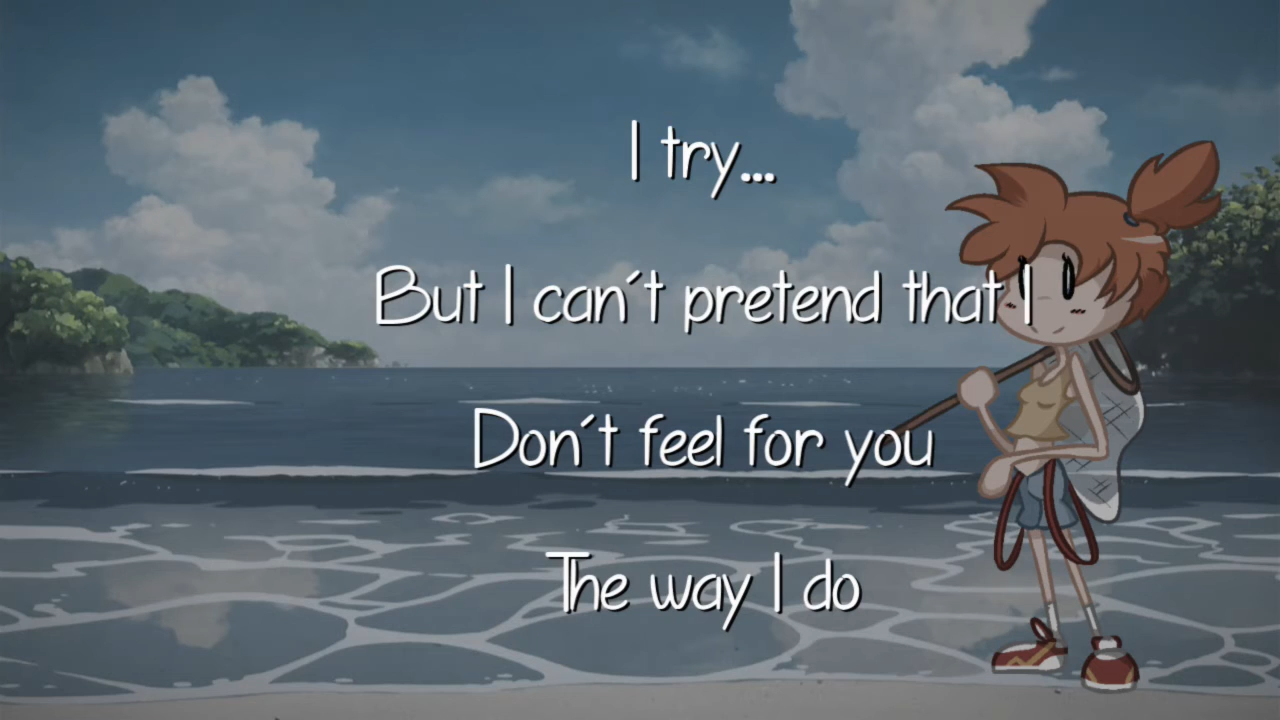 I try...
But I can´t pretend that I
Don´t feel for you
The way I do